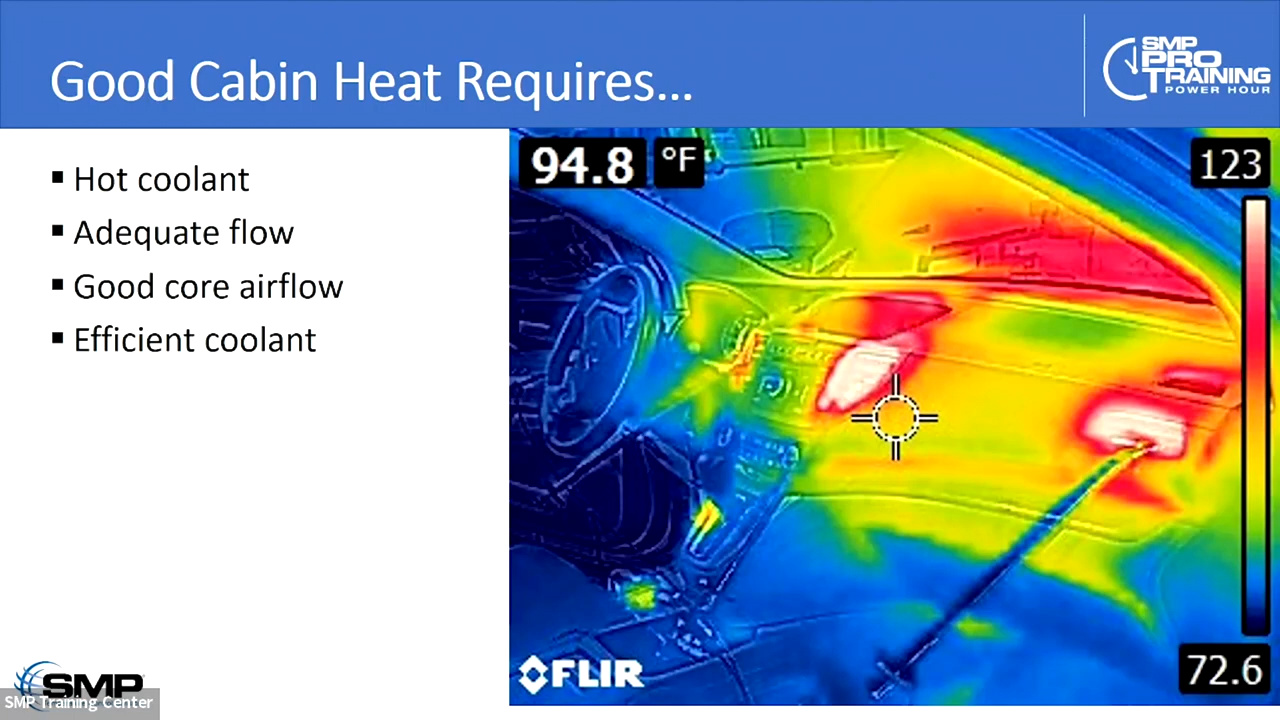 Good Cabin Heat Requires...
SMP
PRO
TRAINING
POWER HOUR
▪ Hot coolant
▪ Adequate flow
▪ Good core airflow
▪ Efficient coolant
94.8 °F
123
72.6
FLIR
SMP
SMP Training Center